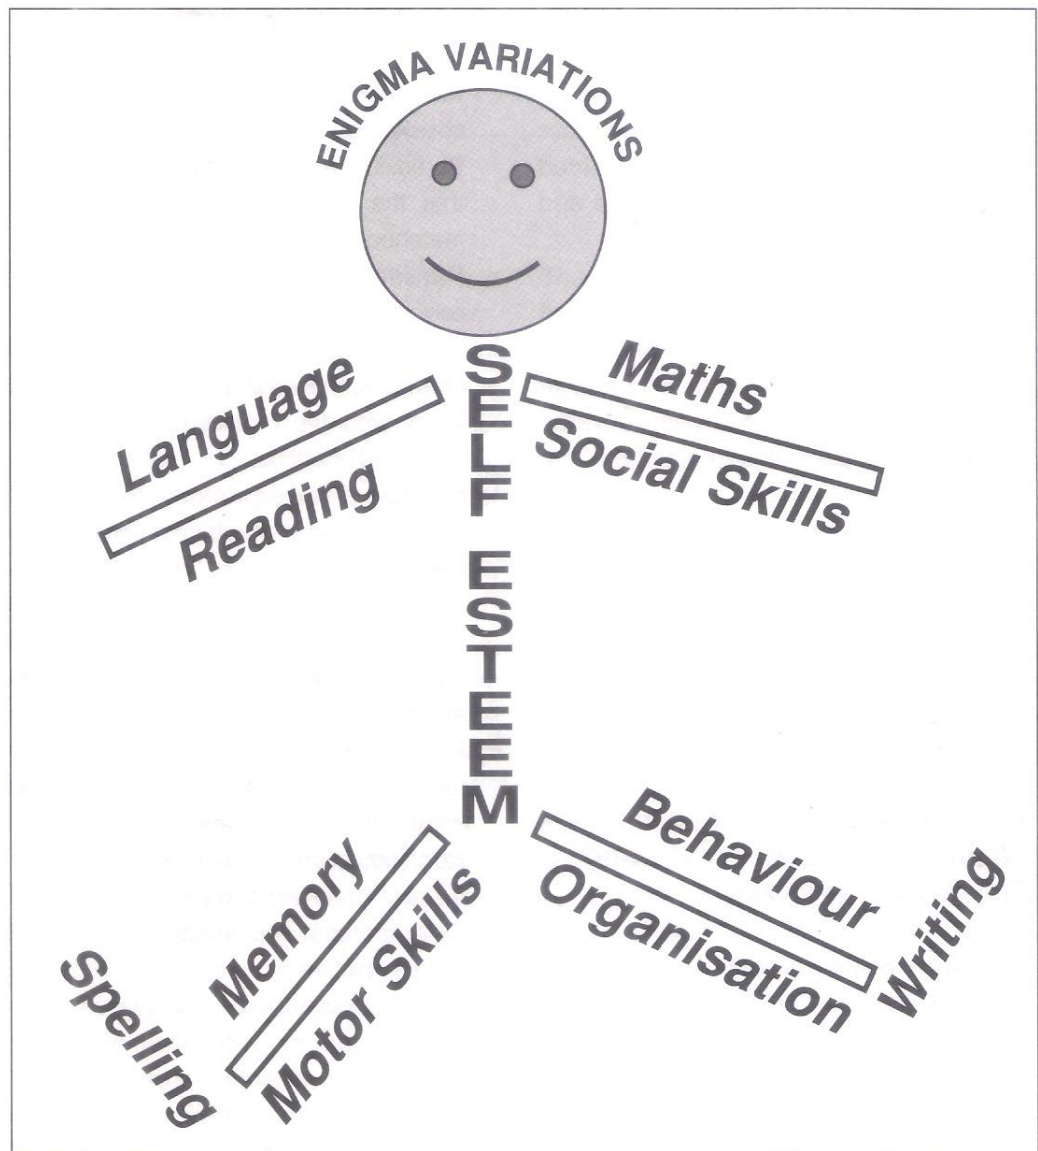 ENIGMA VARIATIONS
Language
Reading
Maths
Social Skills
SELF ESTEEM
Memory
Motor Skills
Spelling
Behaviour
Organisation
Writing